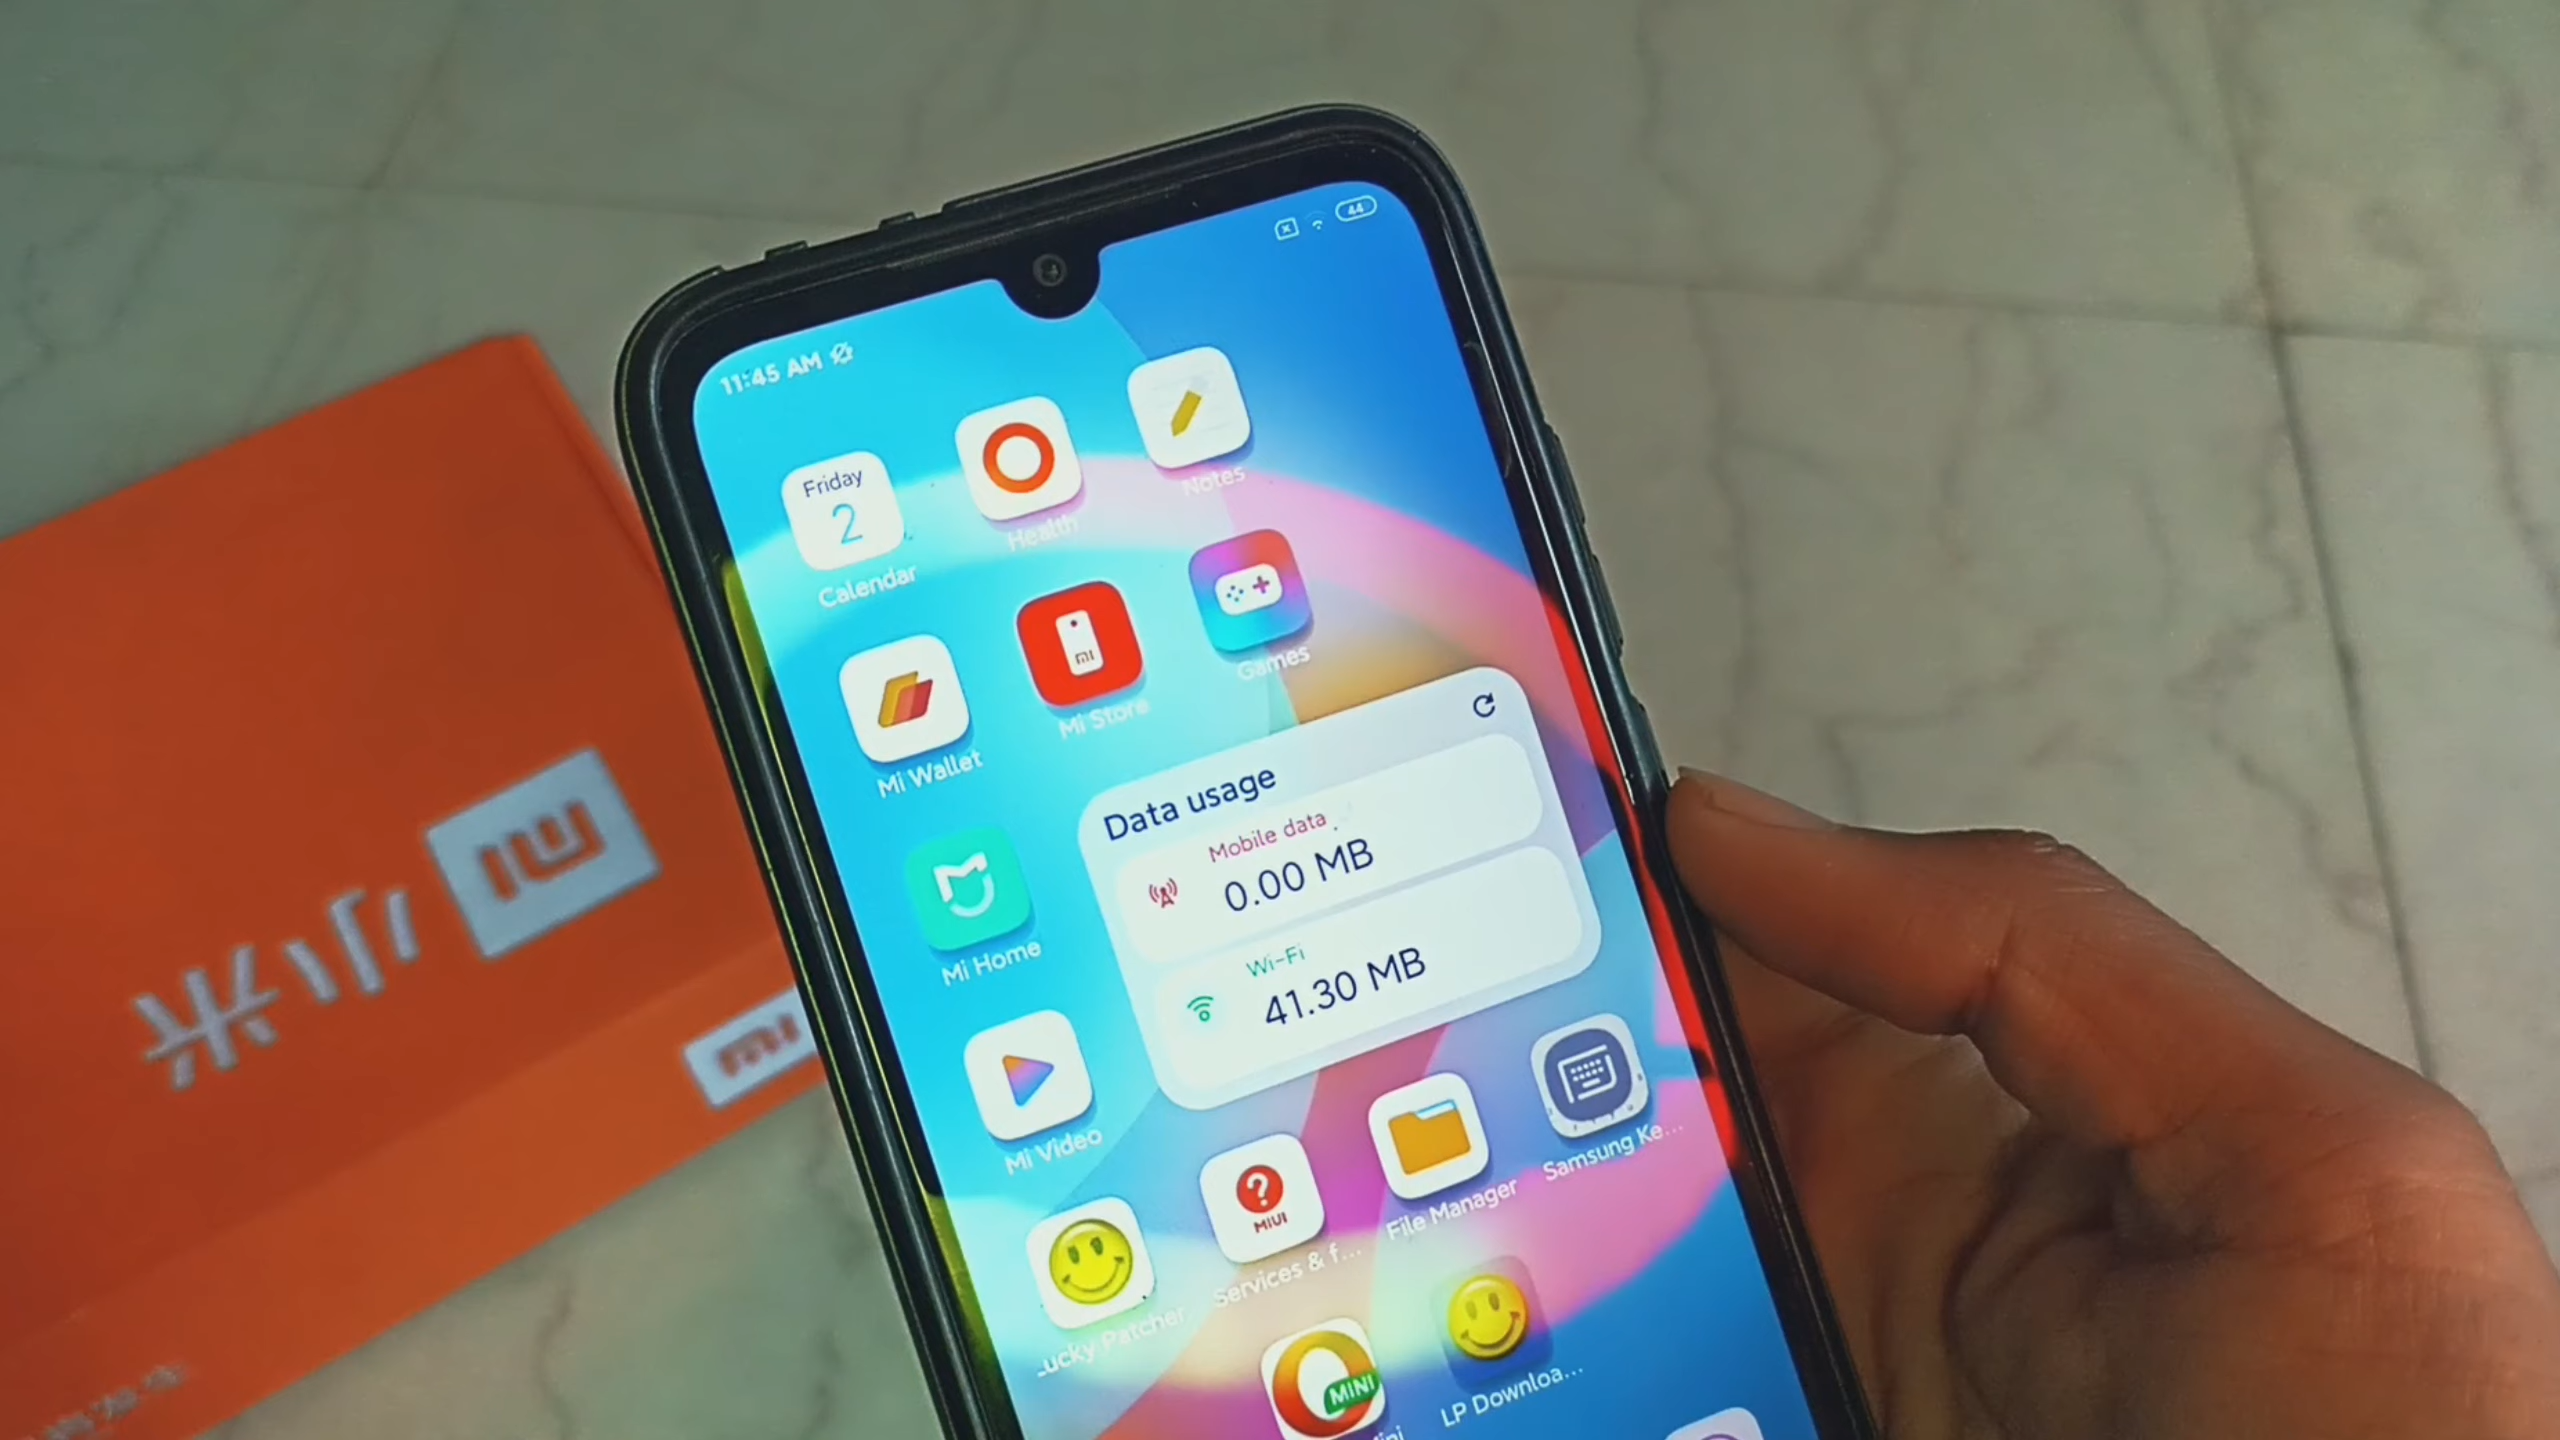 44
11:45 AM
Friday
2
Calendar
Health
Notes
Mi Wallet
mi
Mi Store
Games
Mi Home
Data usage
Mobile data
0.00 MB
Wi-Fi
41.30 MB
Mi Video
MIUI
Services & f...
File Manager
Samsung Ke...
ucky Patcher
MINI
LP Downloa...
小米
mi
mi